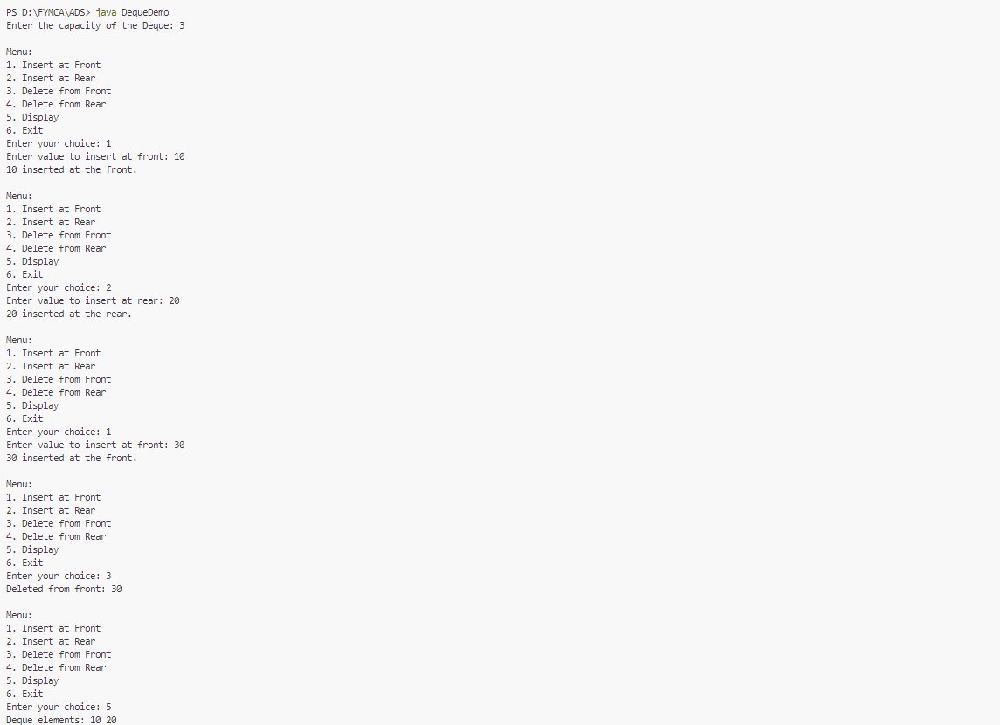 PS D:\FYMCA\ADS> java DequeDemo
Enter the capacity of the Deque: 3
Menu:
1. Insert at Front
2. Insert at Rear
3. Delete from Front
4. Delete from Rear
5. Display
6. Exit
Enter your choice: 1
Enter value to insert at front: 10
10 inserted at the front.
Menu:
1. Insert at Front
2. Insert at Rear
3. Delete from Front
4. Delete from Rear
5. Display
6. Exit
Enter your choice: 2
Enter value to insert at rear: 20
20 inserted at the rear.
Menu:
1. Insert at Front
2. Insert at Rear
3. Delete from Front
4. Delete from Rear
5. Display
6. Exit
Enter your choice: 1
Enter value to insert at front: 30
30 inserted at the front.
Menu:
1. Insert at Front
2. Insert at Rear
3. Delete from Front
4. Delete from Rear
5. Display
6. Exit
Enter your choice: 3
Deleted from front: 30
Menu:
1. Insert at Front
2. Insert at Rear
3. Delete from Front
4. Delete from Rear
5. Display
6. Exit
Enter your choice: 5
Deque elements: 10 20